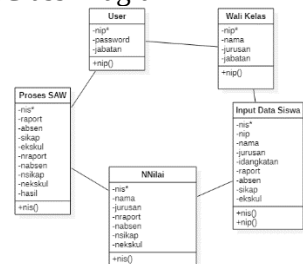 User
-nip*
-password
-jabatan
+nip()
Wali Kelas
-nip*
-nama
-jurusan
-jabatan
+nip()
Proses SAW
-nis*
-raport
-absen
-sikap
-ekskul
-nraport
-nabsen
-nsikap
-nekskul
-hasil
+nis()
Input Data Siswa
-nis*
-nip
-nama
-jurusan
-idangkatan
-raport
-absen
-sikap
-ekskul
+nis()
+nip()
NNilai
-nis*
-nama
-jurusan
-nraport
-nabsen
-nsikap
-nekskul
+nis()